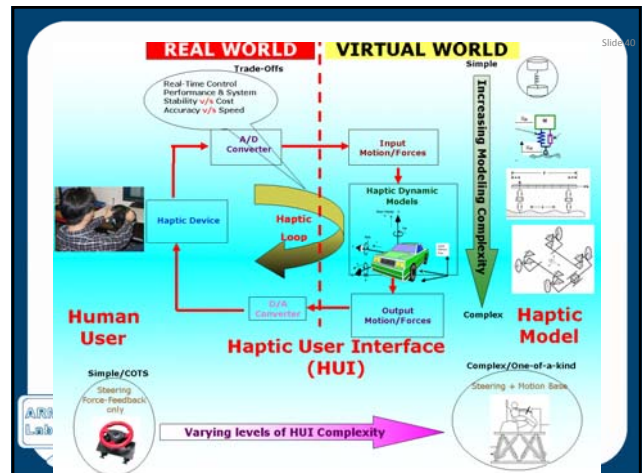 Slide 40
REAL WORLD
VIRTUAL WORLD
Trade-Offs
Real-Time Control
Performance & System
Stability v/s Cost
Accuracy v/s Speed
Simple
A/D
Converter
Input
Motion/Forces
Haptic Device
Haptic
Loop
Haptic Dynamic
Models
Increasing Modeling Complexity
D/A
Converter
Output
Motion/Forces
Complex
Human
User
Haptic User Interface
(HUI)
Haptic
Model
Simple/COTS
Steering
Force-Feedback
only
Complex/One-of-a-kind
Steering + Motion Base
Varying levels of HUI Complexity
Lab